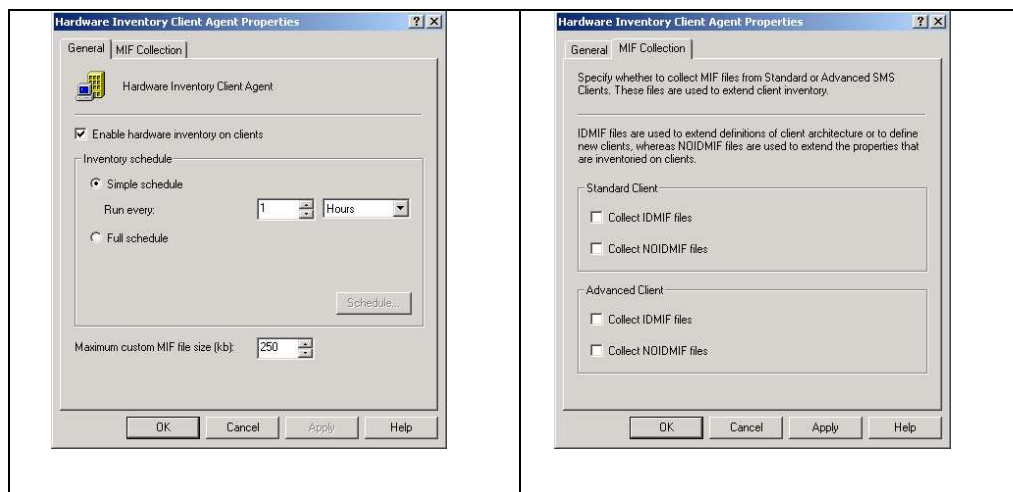 Hardware Inventory Client Agent Properties
General
MIF Collection
Hardware Inventory Client Agent
Enable hardware inventory on clients
Inventory schedule
Simple schedule
Run every:
1
Hours
Full schedule
Schedule...
Maximum custom MIF file size (kb):
250
OK
Cancel
Apply
Help
Hardware Inventory Client Agent Properties
General
MIF Collection
Specify whether to collect MIF files from Standard or Advanced SMS
Clients. These files are used to extend client inventory.
IDMIF files are used to extend definitions of client architecture or to define
new clients, whereas NOIDMIF files are used to extend the properties that
are inventoried on clients.
Standard Client
Collect IDMIF files
Collect NOIDMIF files
Advanced Client
Collect IDMIF files
Collect NOIDMIF files
OK
Cancel
Apply
Help